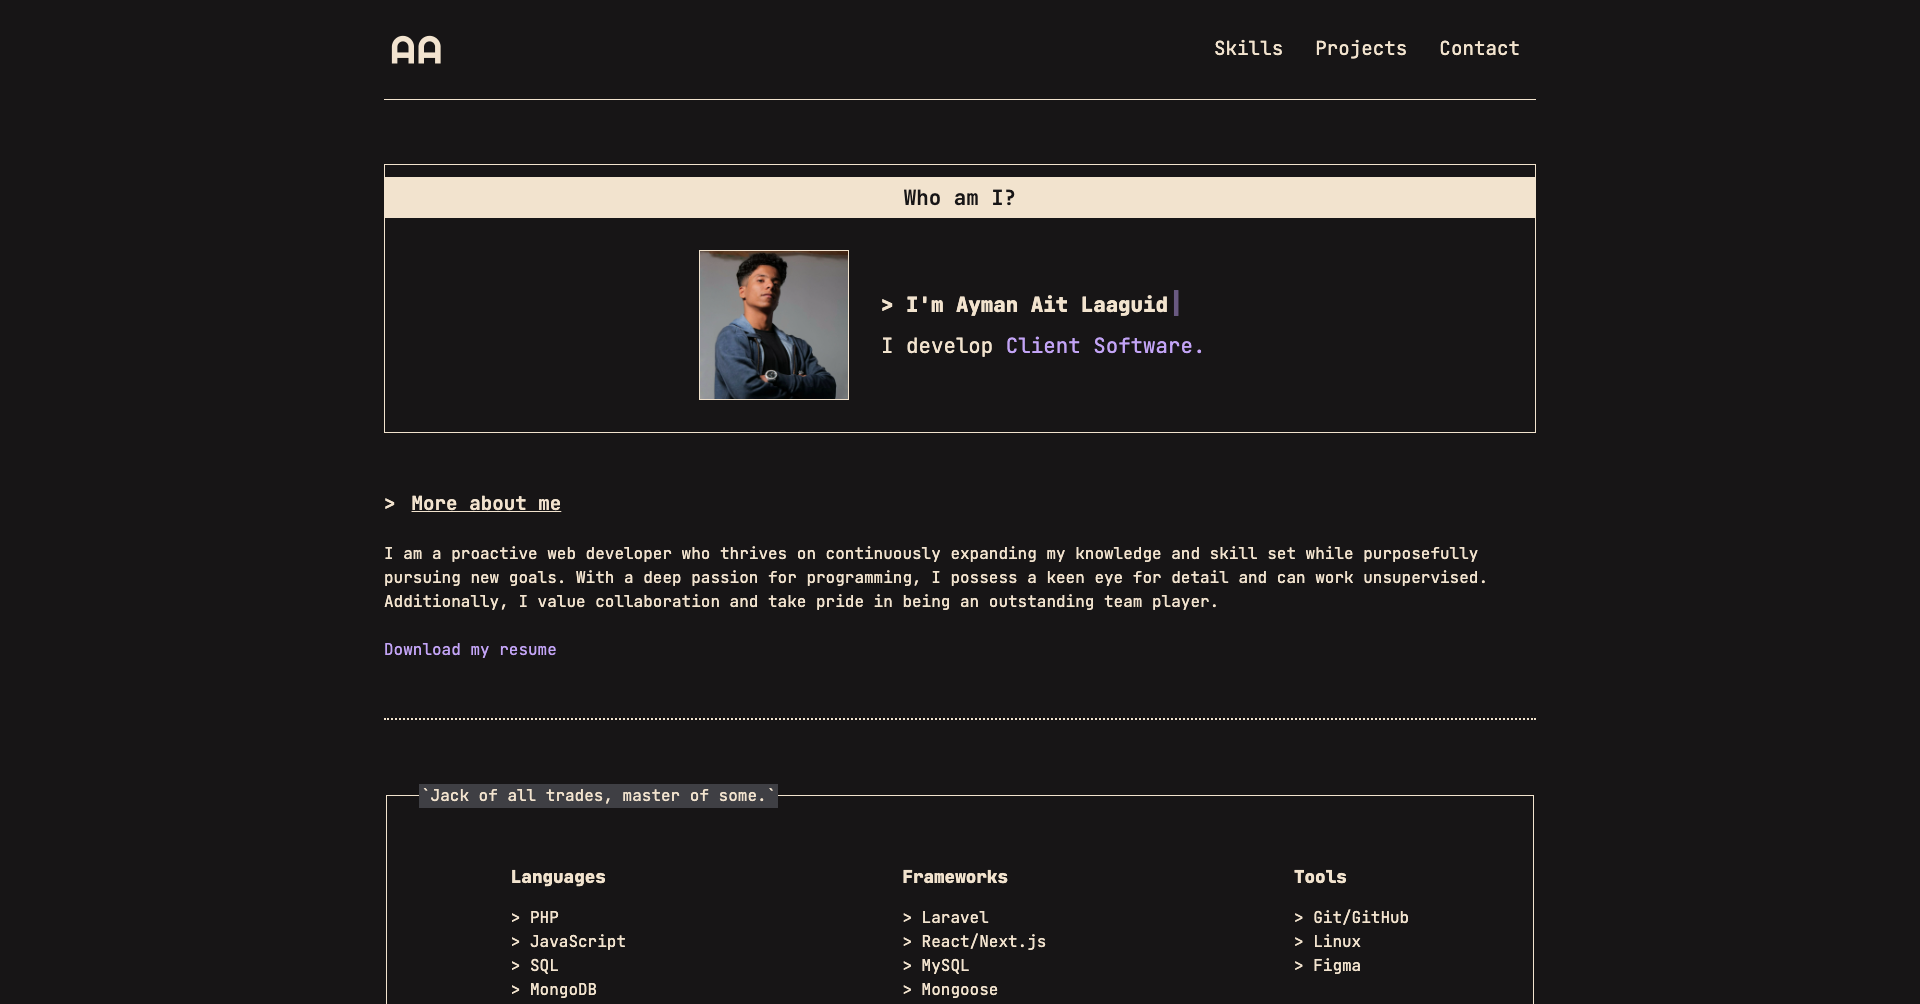 AA
Skills Projects Contact
Who am I?
> I'm Ayman Ait Laaguid
I develop Client Software.
> More about me
I am a proactive web developer who thrives on continuously expanding my knowledge and skill set while purposefully
pursuing new goals. With a deep passion for programming, I possess a keen eye for detail and can work unsupervised.
Additionally, I value collaboration and take pride in being an outstanding team player.
Download my resume
`Jack of all trades, master of some.`
Languages
> PHP
> JavaScript
> SQL
> MongoDB
Frameworks
> Laravel
> React/Next.js
> MySQL
> Mongoose
Tools
> Git/GitHub
> Linux
> Figma